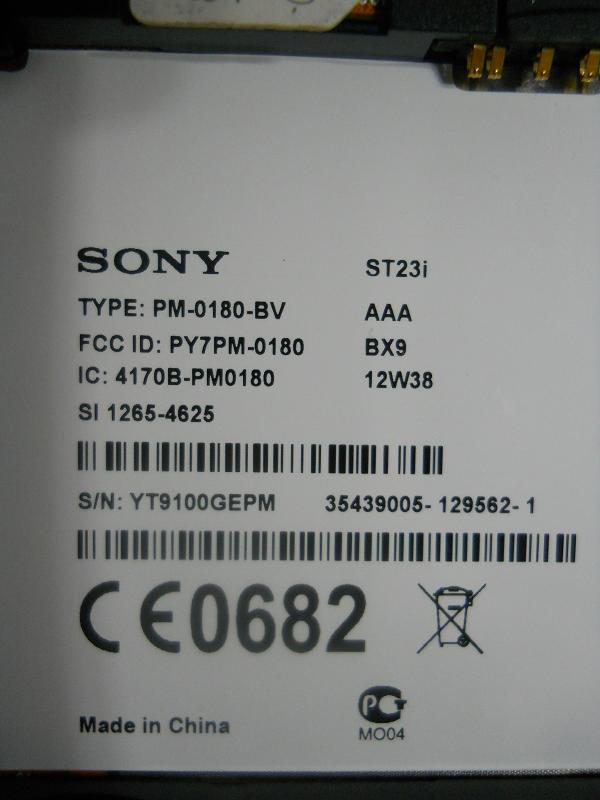 SONY ST23i
TYPE: PM-0180-BV AAA
FCC ID: PY7PM-0180 BX9
IC: 4170B-PM0180 12W38
SI 1265-4625
S/N: YT9100GEPM 35439005- 129562- 1
CE0682
Made in China
PCT
MO04